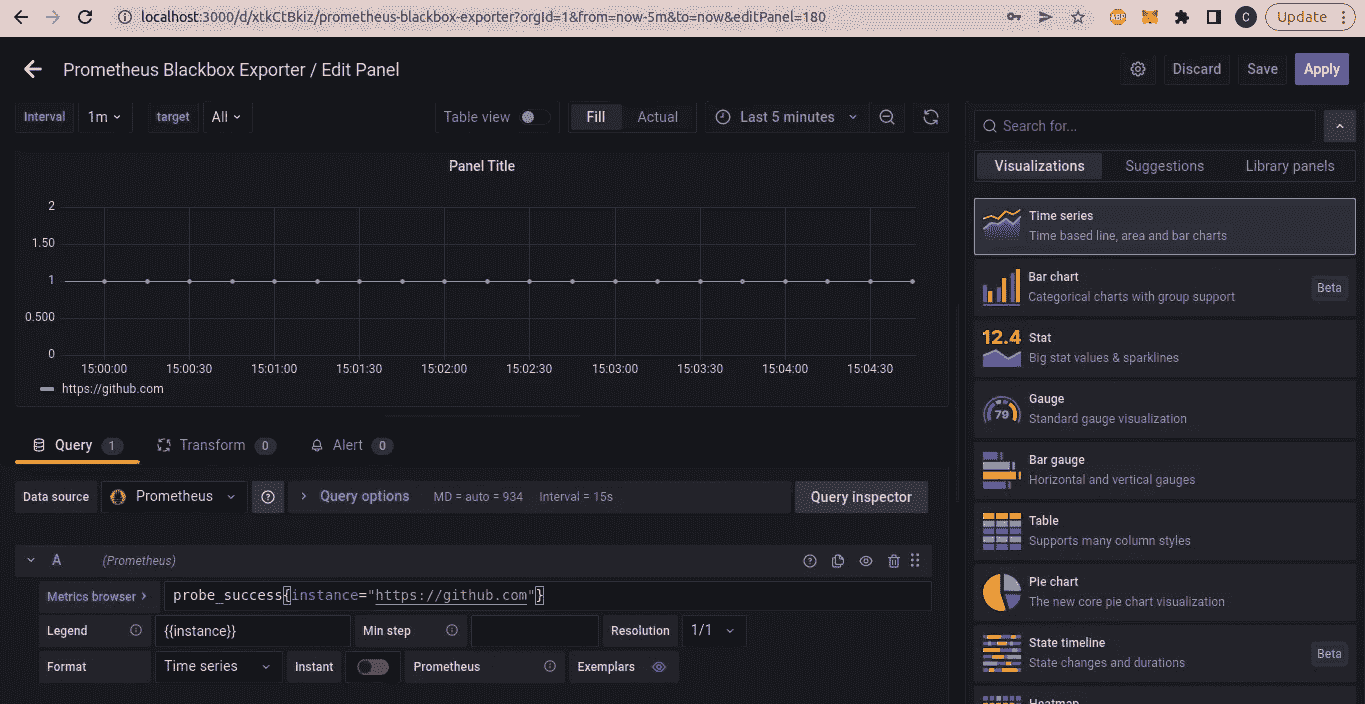 localhost:3000/d/xtkCtBkiz/prometheus-blackbox-exporter?orgId=1&from=now-5m&to=now&editPanel=180
ABP
C
Update
Prometheus Blackbox Exporter / Edit Panel
Discard
Save
Apply
Interval
1m
target
All
Table view
Fill
Actual
Last 5 minutes
Panel Title
2
1.50
1
0.500
0
15:00:00
15:00:30
15:01:00
15:01:30
15:02:00
15:02:30
15:03:00
15:03:30
15:04:00
15:04:30
https://github.com
Query 1
Transform 0
Alert 0
Data source
Prometheus
Query options
MD = auto = 934
Interval = 15s
Query inspector
A
(Prometheus)
Metrics browser
probe_success{instance="https://github.com"}
Legend
{{instance}}
Min step
Resolution
1/1
Format
Time series
Instant
Prometheus
Exemplars
Search for...
Visualizations
Suggestions
Library panels
Time series
Time based line, area and bar charts
Bar chart
Categorical charts with group support
Beta
12.4
Stat
Big stat values & sparklines
79
Gauge
Standard gauge visualization
Bar gauge
Horizontal and vertical gauges
Table
Supports many column styles
Pie chart
The new core pie chart visualization
State timeline
State changes and durations
Beta
Heatmap